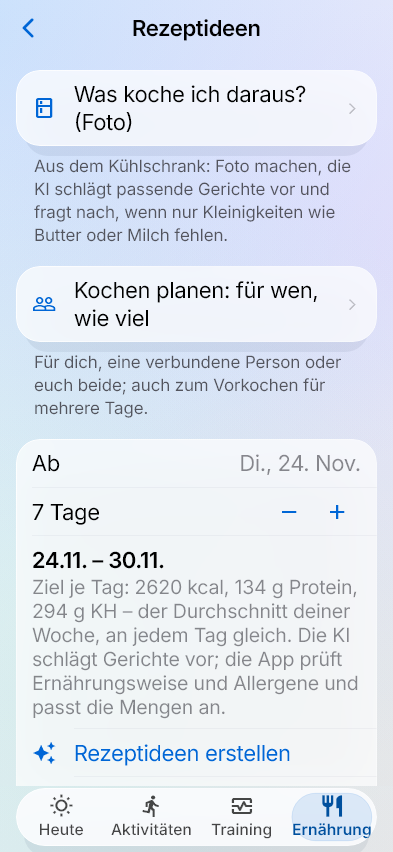 Rezeptideen
Was koche ich daraus?
(Foto)
Aus dem Kühlschrank: Foto machen, die
KI schlägt passende Gerichte vor und
fragt nach, wenn nur Kleinigkeiten wie
Butter oder Milch fehlen.
Kochen planen: für wen,
wie viel
Für dich, eine verbundene Person oder
euch beide; auch zum Vorkochen für
mehrere Tage.
Ab Di., 24. Nov.
7 Tage − +
24.11. – 30.11.
Ziel je Tag: 2620 kcal, 134 g Protein,
294 g KH – der Durchschnitt deiner
Woche, an jedem Tag gleich. Die KI
schlägt Gerichte vor; die App prüft
Ernährungsweise und Allergene und
passt die Mengen an.
Rezeptideen erstellen
Heute Aktivitäten Training Ernährung